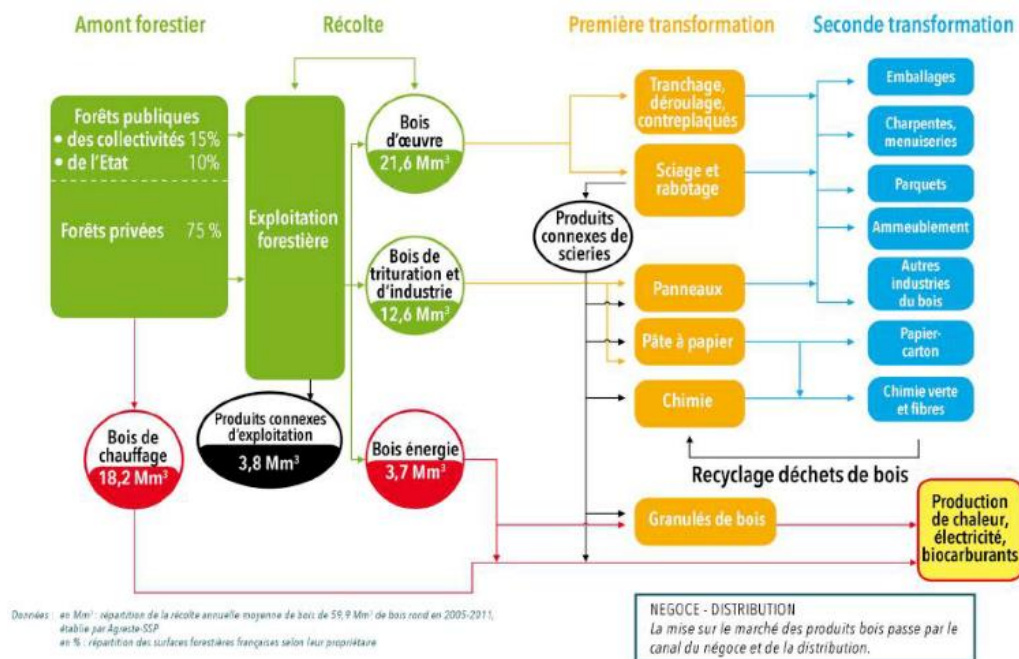 Amont forestier
Récolte
Première transformation
Seconde transformation
Forêts publiques
• des collectivités 15%
• de l'Etat 10%
Forêts privées 75 %
Exploitation
forestière
Bois
d'œuvre
21,6 Mm³
Bois de
trituration et
d'industrie
12,6 Mm³
Bois de
chauffage
18,2 Mm³
Produits connexes
d'exploitation
3,8 Mm³
Bois énergie
3,7 Mm³
Tranchage,
déroulage,
contreplaqués
Sciage et
rabotage
Produits
connexes de
scieries
Panneaux
Pâte à papier
Chimie
Granulés de bois
Emballages
Charpentes,
menuiseries
Parquets
Ammeublement
Autres
industries
du bois
Papier-
carton
Chimie verte
et fibres
Recyclage déchets de bois
Production
de chaleur,
électricité,
biocarburants
Données : en Mm³ : répartition de la récolte annuelle moyenne de bois de 59,9 Mm³ de bois rond en 2005-2011,
établie par Agreste-SSP
en % : répartition des surfaces forestières françaises selon leur propriétaire
NEGOCE - DISTRIBUTION
La mise sur le marché des produits bois passe par le
canal du négoce et de la distribution.